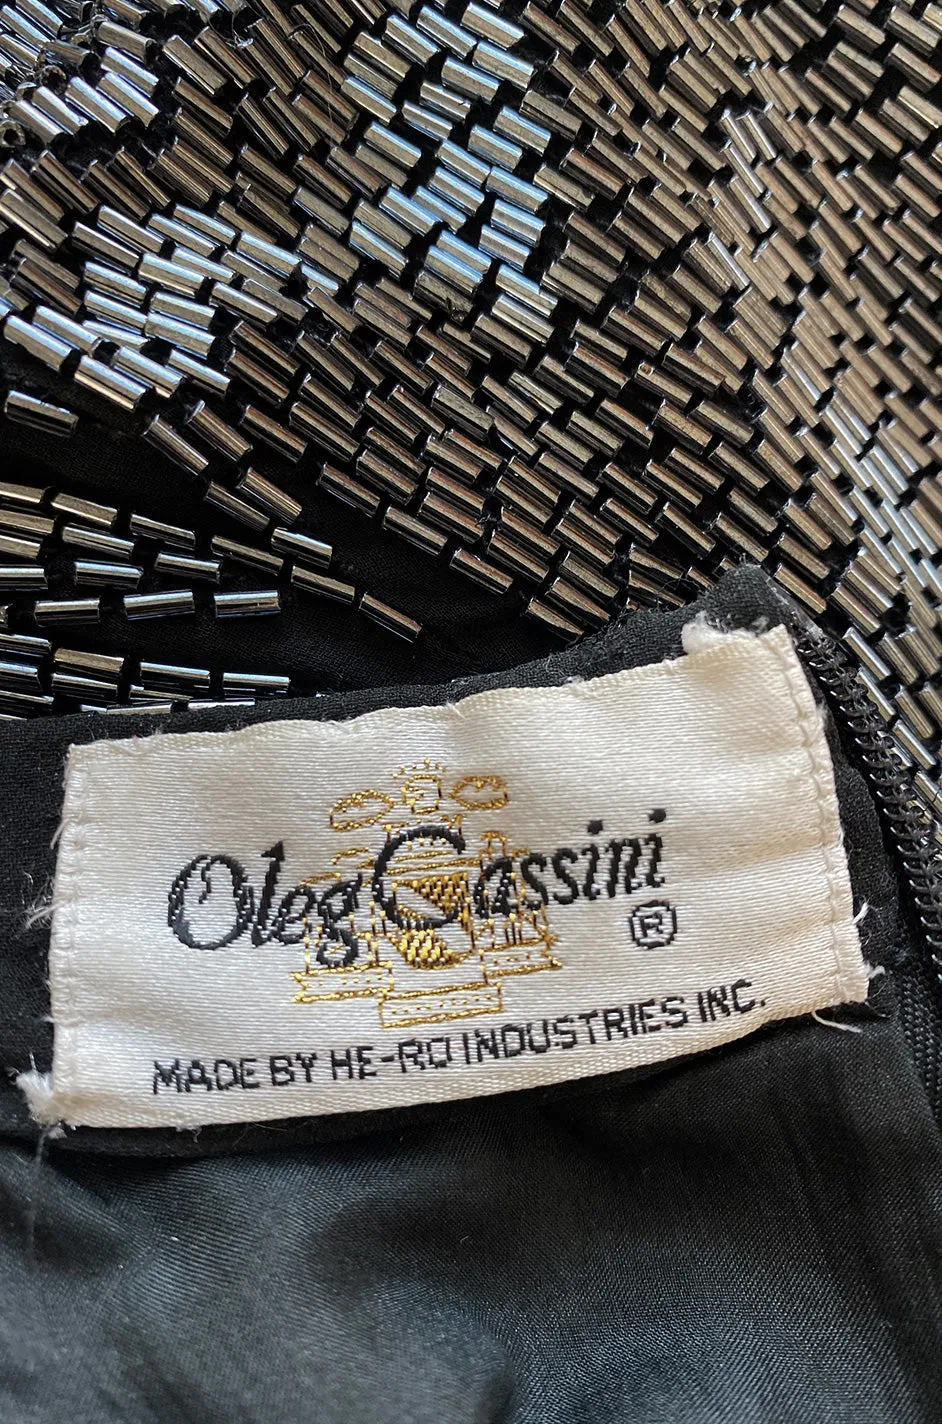 Oleg Cassini
®
MADE BY HE-RO INDUSTRIES INC.